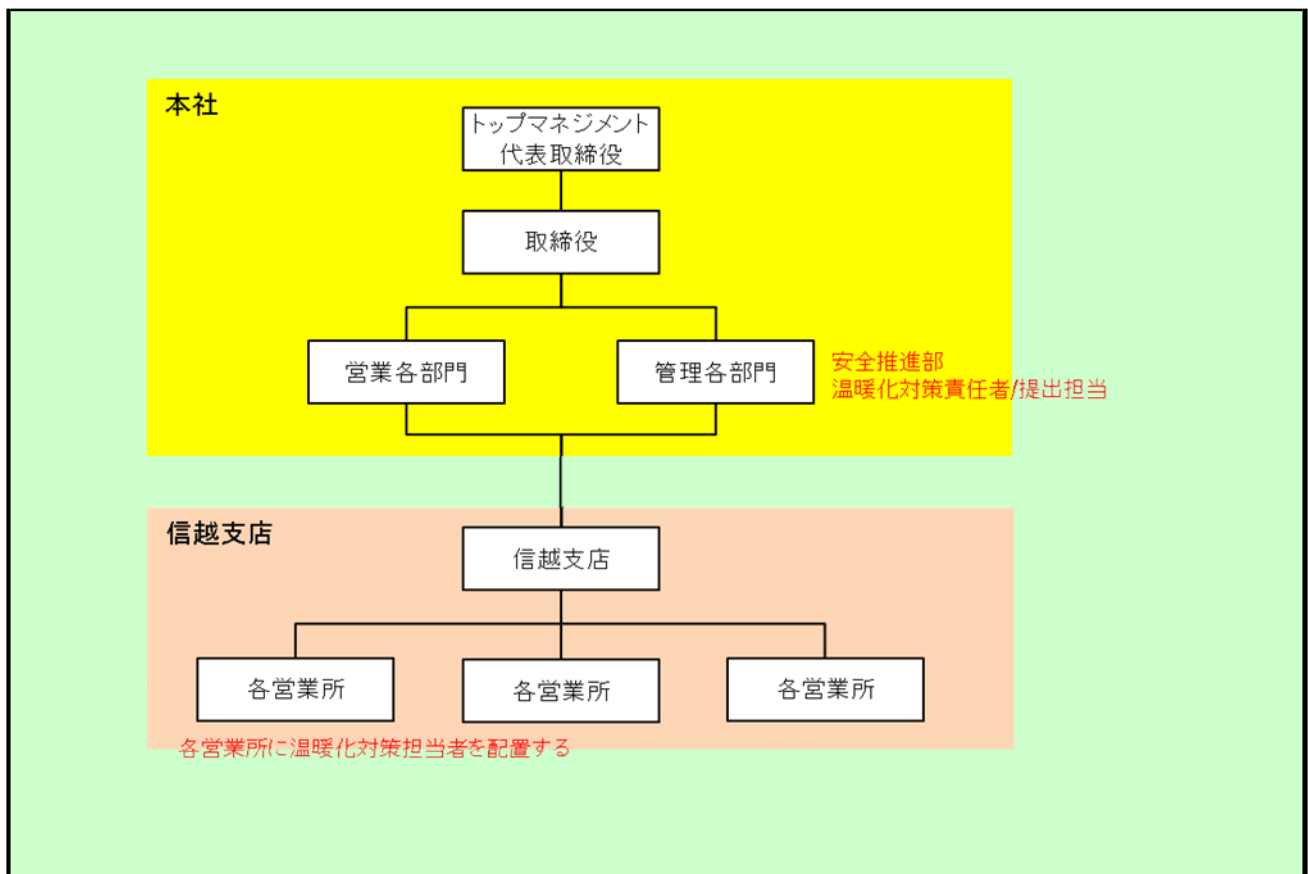 本社
トップマネジメント
代表取締役
取締役
営業各部門
管理各部門
安全推進部
温暖化対策責任者/提出担当
信越支店
信越支店
各営業所
各営業所
各営業所
各営業所に温暖化対策担当者を配置する